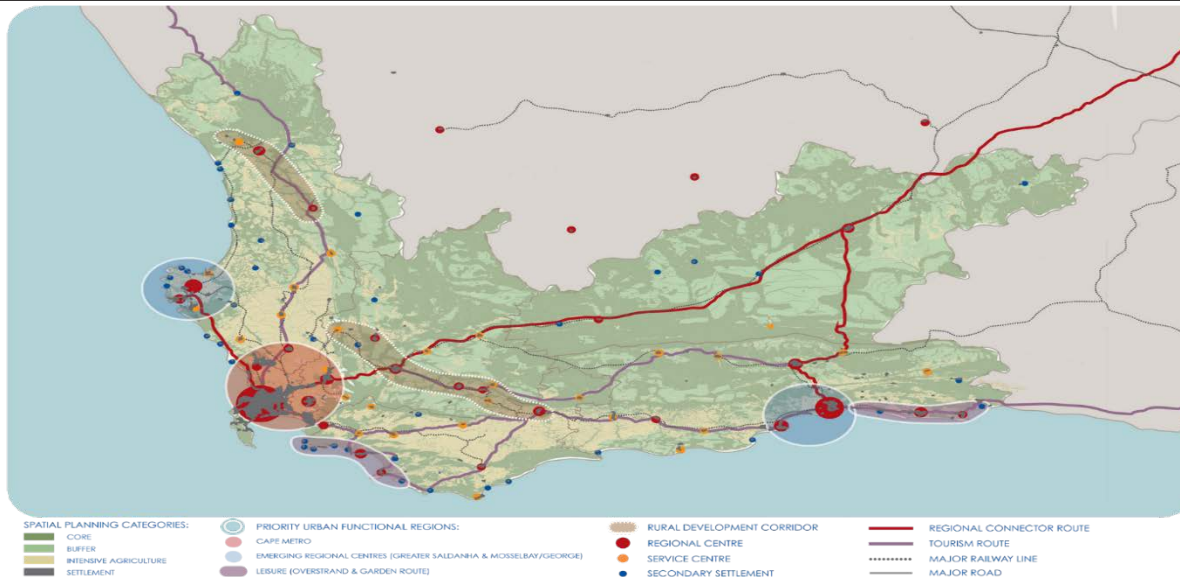 SPATIAL PLANNING CATEGORIES:
CORE
BUFFER
INTENSIVE AGRICULTURE
SETTLEMENT
PRIORITY URBAN FUNCTIONAL REGIONS:
CAPE METRO
EMERGING REGIONAL CENTRES (GREATER SALDANHA & MOSSELBAY/GEORGE)
LEISURE (OVERSTRAND & GARDEN ROUTE)
RURAL DEVELOPMENT CORRIDOR
REGIONAL CENTRE
SERVICE CENTRE
SECONDARY SETTLEMENT
REGIONAL CONNECTOR ROUTE
TOURISM ROUTE
MAJOR RAILWAY LINE
MAJOR ROAD